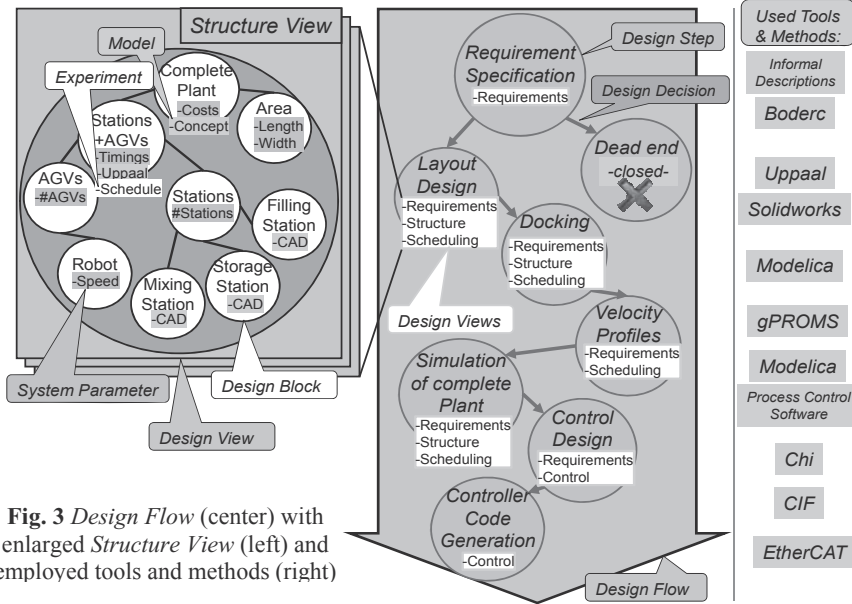 Structure View
Model
Experiment
Complete
Plant
-Costs
-Concept
Area
-Length
-Width
Stations
+AGVs
-Timings
-Uppaal
-Schedule
AGVs
-#AGVs
Stations
#Stations
Filling
Station
-CAD
Robot
-Speed
Mixing
Station
-CAD
Storage
Station
-CAD
System Parameter
Design Block
Design View
Requirement
Specification
-Requirements
Design Step
Design Decision
Dead end
-closed-
Layout
Design
-Requirements
-Structure
-Scheduling
Docking
-Requirements
-Structure
-Scheduling
Design Views
Velocity
Profiles
-Requirements
-Scheduling
Simulation
of complete
Plant
-Requirements
-Structure
-Scheduling
Control
Design
-Requirements
-Control
Controller
Code
Generation
-Control
Design Flow
Used Tools
& Methods:
Informal
Descriptions
Boderc
Uppaal
Solidworks
Modelica
gPROMS
Modelica
Process Control
Software
Chi
CIF
EtherCAT
Fig. 3 Design Flow (center) with
enlarged Structure View (left) and
employed tools and methods (right)